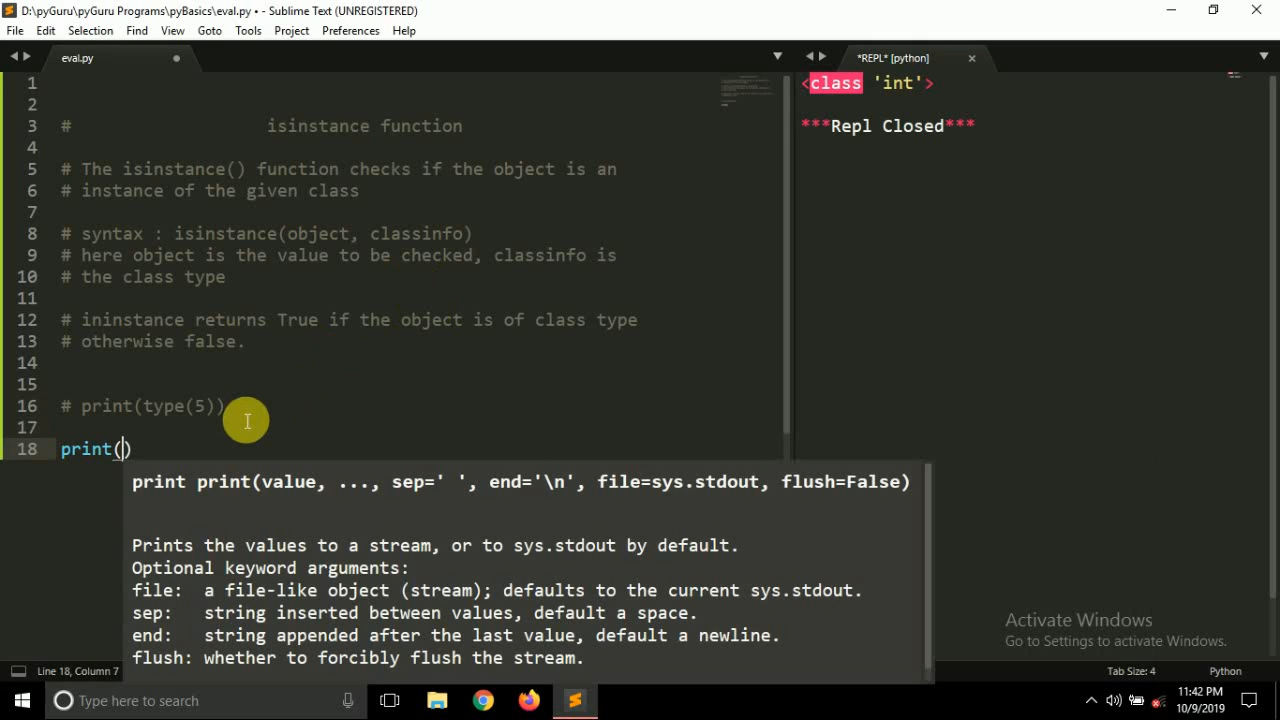 D:\pyGuru\pyGuru Programs\pyBasics\eval.py • - Sublime Text (UNREGISTERED)
File Edit Selection Find View Goto Tools Project Preferences Help
eval.py
*REPL* [python]
1
2
3 # isinstance function
4
5 # The isinstance() function checks if the object is an
6 # instance of the given class
7
8 # syntax : isinstance(object, classinfo)
9 # here object is the value to be checked, classinfo is
10 # the class type
11
12 # ininstance returns True if the object is of class type
13 # otherwise false.
14
15
16 # print(type(5))
17
18 print()
print print(value, ..., sep=' ', end='\n', file=sys.stdout, flush=False)
Prints the values to a stream, or to sys.stdout by default.
Optional keyword arguments:
file: a file-like object (stream); defaults to the current sys.stdout.
sep: string inserted between values, default a space.
end: string appended after the last value, default a newline.
flush: whether to forcibly flush the stream.
<class 'int'>
***Repl Closed***
Activate Windows
Go to Settings to activate Windows.
Line 18, Column 7
Tab Size: 4
Python
Type here to search
11:42 PM
10/9/2019